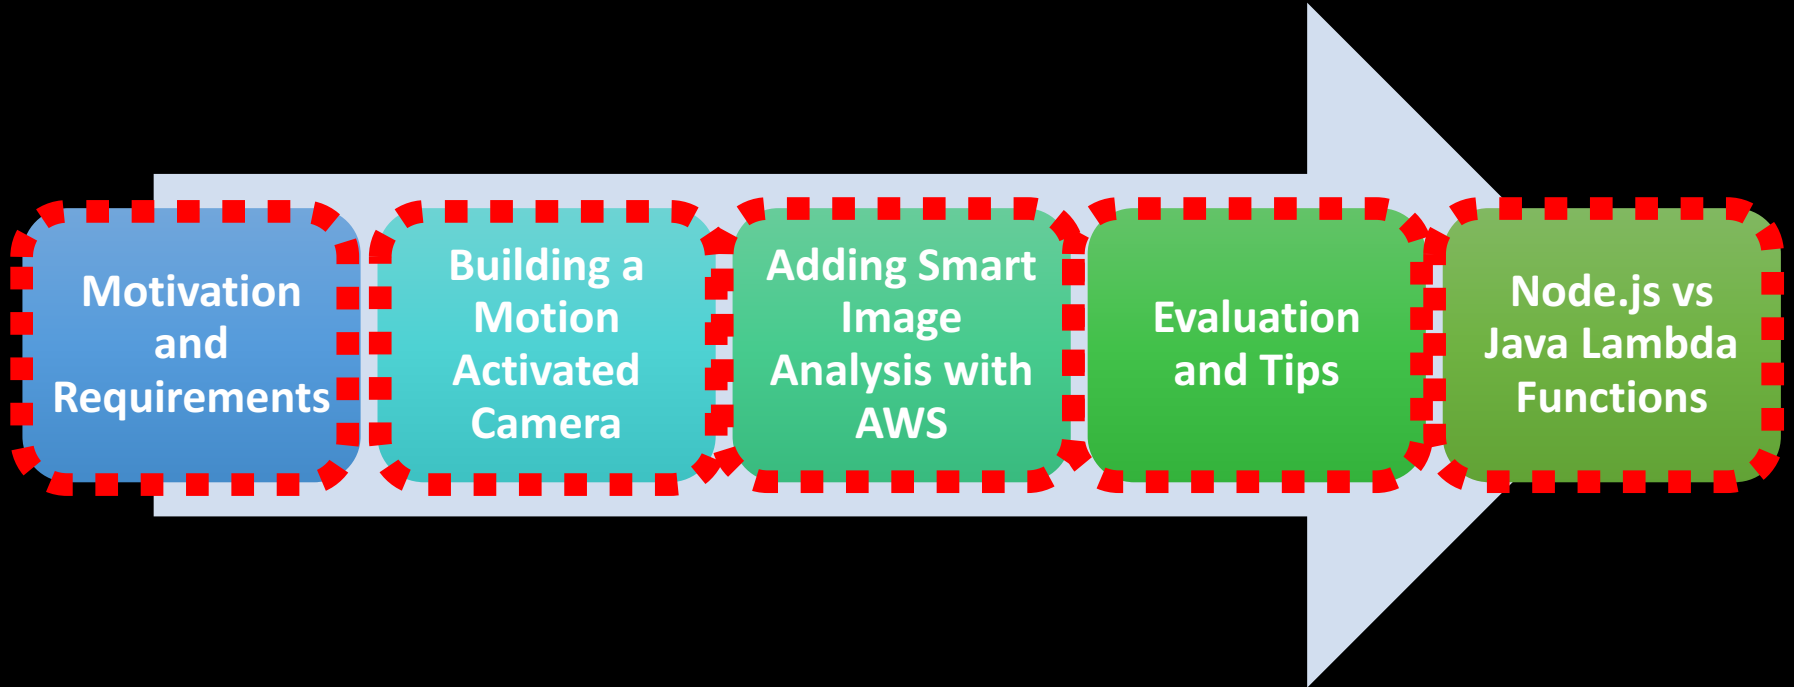 Motivation
and
Requirements
Building a
Motion
Activated
Camera
Adding Smart
Image
Analysis with
AWS
Evaluation
and Tips
Node.js vs
Java Lambda
Functions